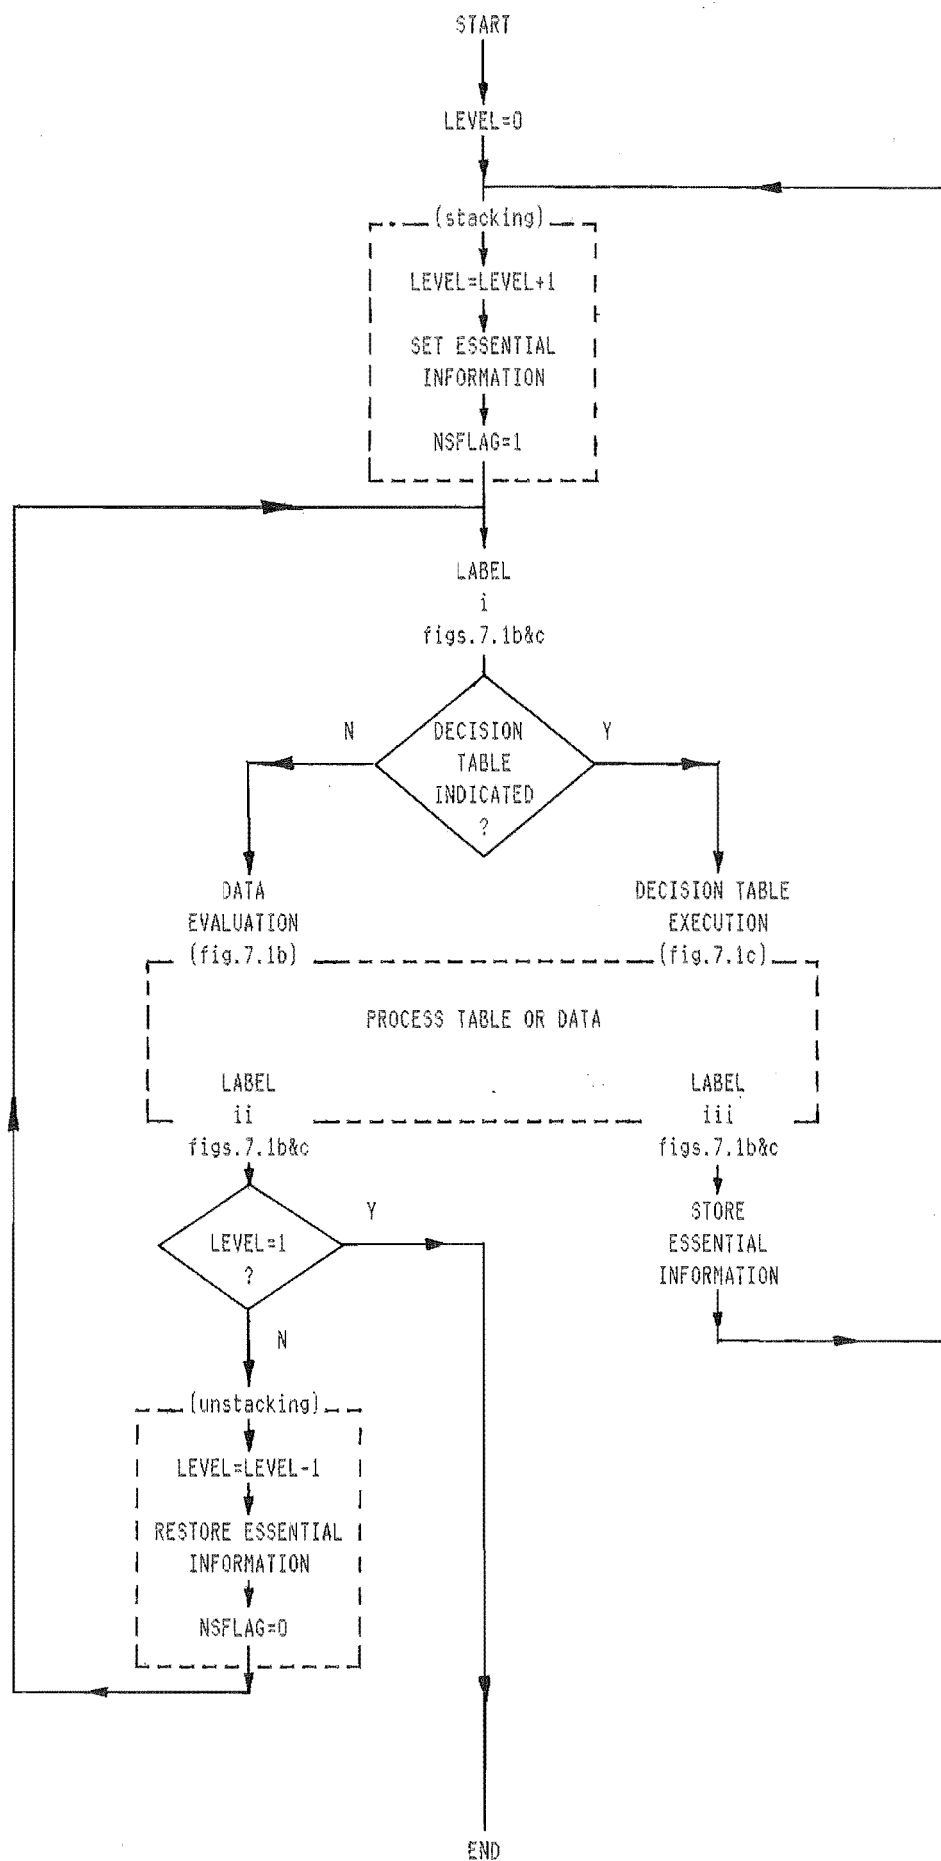 START
LEVEL=0
(stacking)
LEVEL=LEVEL+1
SET ESSENTIAL
INFORMATION
NSFLAG=1
LABEL
i
figs.7.1b&c
N
DECISION
TABLE
INDICATED
?
Y
DATA
EVALUATION
(fig.7.1b)
DECISION TABLE
EXECUTION
(fig.7.1c)
PROCESS TABLE OR DATA
LABEL
ii
figs.7.1b&c
LABEL
iii
figs.7.1b&c
LEVEL=1
?
Y
N
STORE
ESSENTIAL
INFORMATION
(unstacking)
LEVEL=LEVEL-1
RESTORE ESSENTIAL
INFORMATION
NSFLAG=0
END